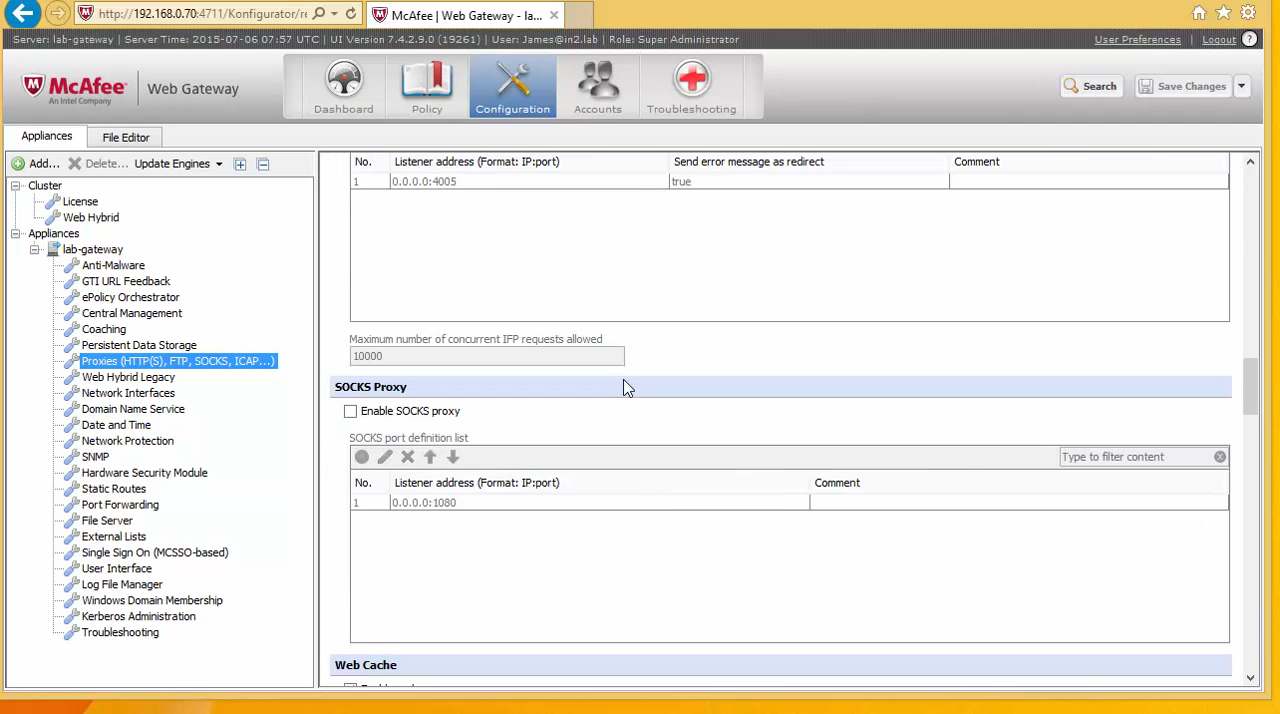 http://192.168.0.70:4711/Konfigurator/re
McAfee | Web Gateway - la...
Server: lab-gateway | Server Time: 2015-07-06 07:57 UTC | UI Version 7.4.2.9.0 (19261) | User: James@in2.lab | Role: Super Administrator
User Preferences | Logout ?
McAfee
An Intel Company
Web Gateway
Dashboard
Policy
Configuration
Accounts
Troubleshooting
Search
Save Changes
Appliances
File Editor
Add...
Delete...
Update Engines
Cluster
License
Web Hybrid
Appliances
lab-gateway
Anti-Malware
GTI URL Feedback
ePolicy Orchestrator
Central Management
Coaching
Persistent Data Storage
Proxies (HTTP(S), FTP, SOCKS, ICAP...)
Web Hybrid Legacy
Network Interfaces
Domain Name Service
Date and Time
Network Protection
SNMP
Hardware Security Module
Static Routes
Port Forwarding
File Server
External Lists
Single Sign On (MCSSO-based)
User Interface
Log File Manager
Windows Domain Membership
Kerberos Administration
Troubleshooting
No. Listener address (Format: IP:port) Send error message as redirect Comment
1 0.0.0.0:4005 true
Maximum number of concurrent IFP requests allowed
10000
SOCKS Proxy
Enable SOCKS proxy
SOCKS port definition list
Type to filter content
No. Listener address (Format: IP:port) Comment
1 0.0.0.0:1080
Web Cache